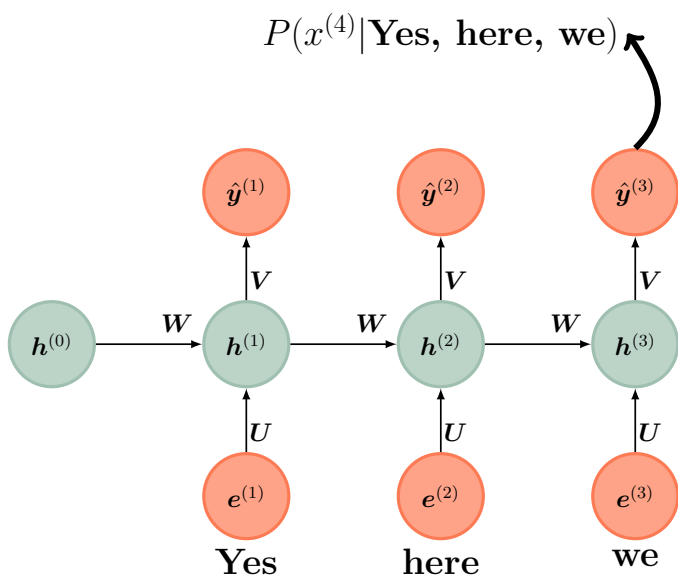 P(x^{(4)}|Yes, here, we)
ŷ^{(1)} ŷ^{(2)} ŷ^{(3)}
V V V
W W W
h^{(0)} h^{(1)} h^{(2)} h^{(3)}
U U U
e^{(1)} e^{(2)} e^{(3)}
Yes here we